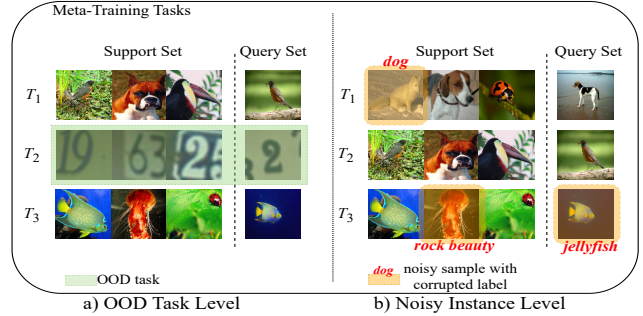 Meta-Training Tasks
Support Set
Query Set
T1
T2
19 63 2 2
T3
OOD task
a) OOD Task Level
Support Set
Query Set
dog
T1
T2
T3
rock beauty
jellyfish
dog
noisy sample with
corrupted label
b) Noisy Instance Level